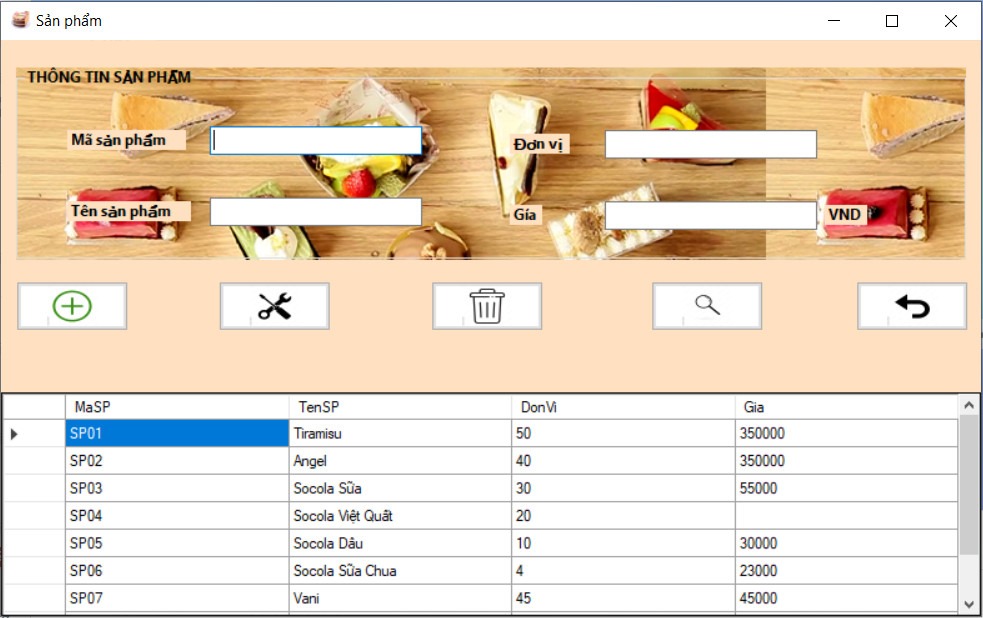 Sản phẩm
THÔNG TIN SẢN PHẨM
Mã sản phẩm
Đơn vị
Tên sản phẩm
Gía
VND
MaSP TenSP DonVi Gia
SP01 Tiramisu 50 350000
SP02 Angel 40 350000
SP03 Socola Sữa 30 55000
SP04 Socola Việt Quất 20
SP05 Socola Dâu 10 30000
SP06 Socola Sữa Chua 4 23000
SP07 Vani 45 45000